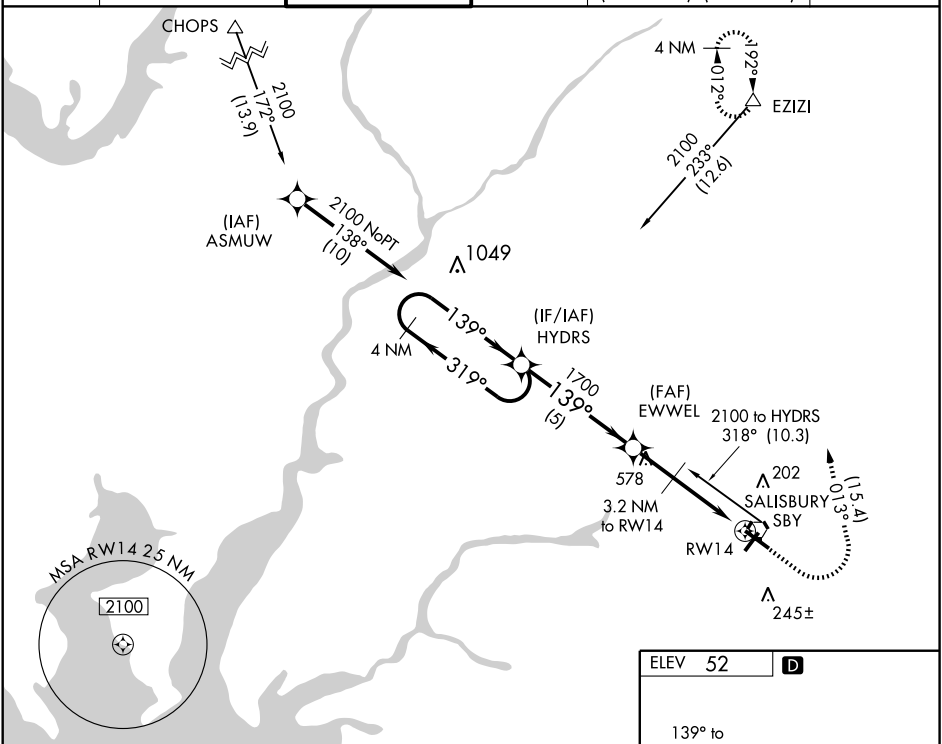 CHOPS
2100
172°
(13.9)
4 NM
012°
192°
EZIZI
2100
233°
(12.6)
(IAF)
ASMUW
2100 NoPT
138°
(10)
1049
139°
4 NM
319°
(IF/IAF)
HYDRS
1700
139°
(5)
(FAF)
EWWEL
2100 to HYDRS
318° (10.3)
578
3.2 NM
to RW14
202
SALISBURY
SBY
RW14
013°
(15.4)
245±
MSA RW14 25 NM
2100
ELEV 52
D
139° to